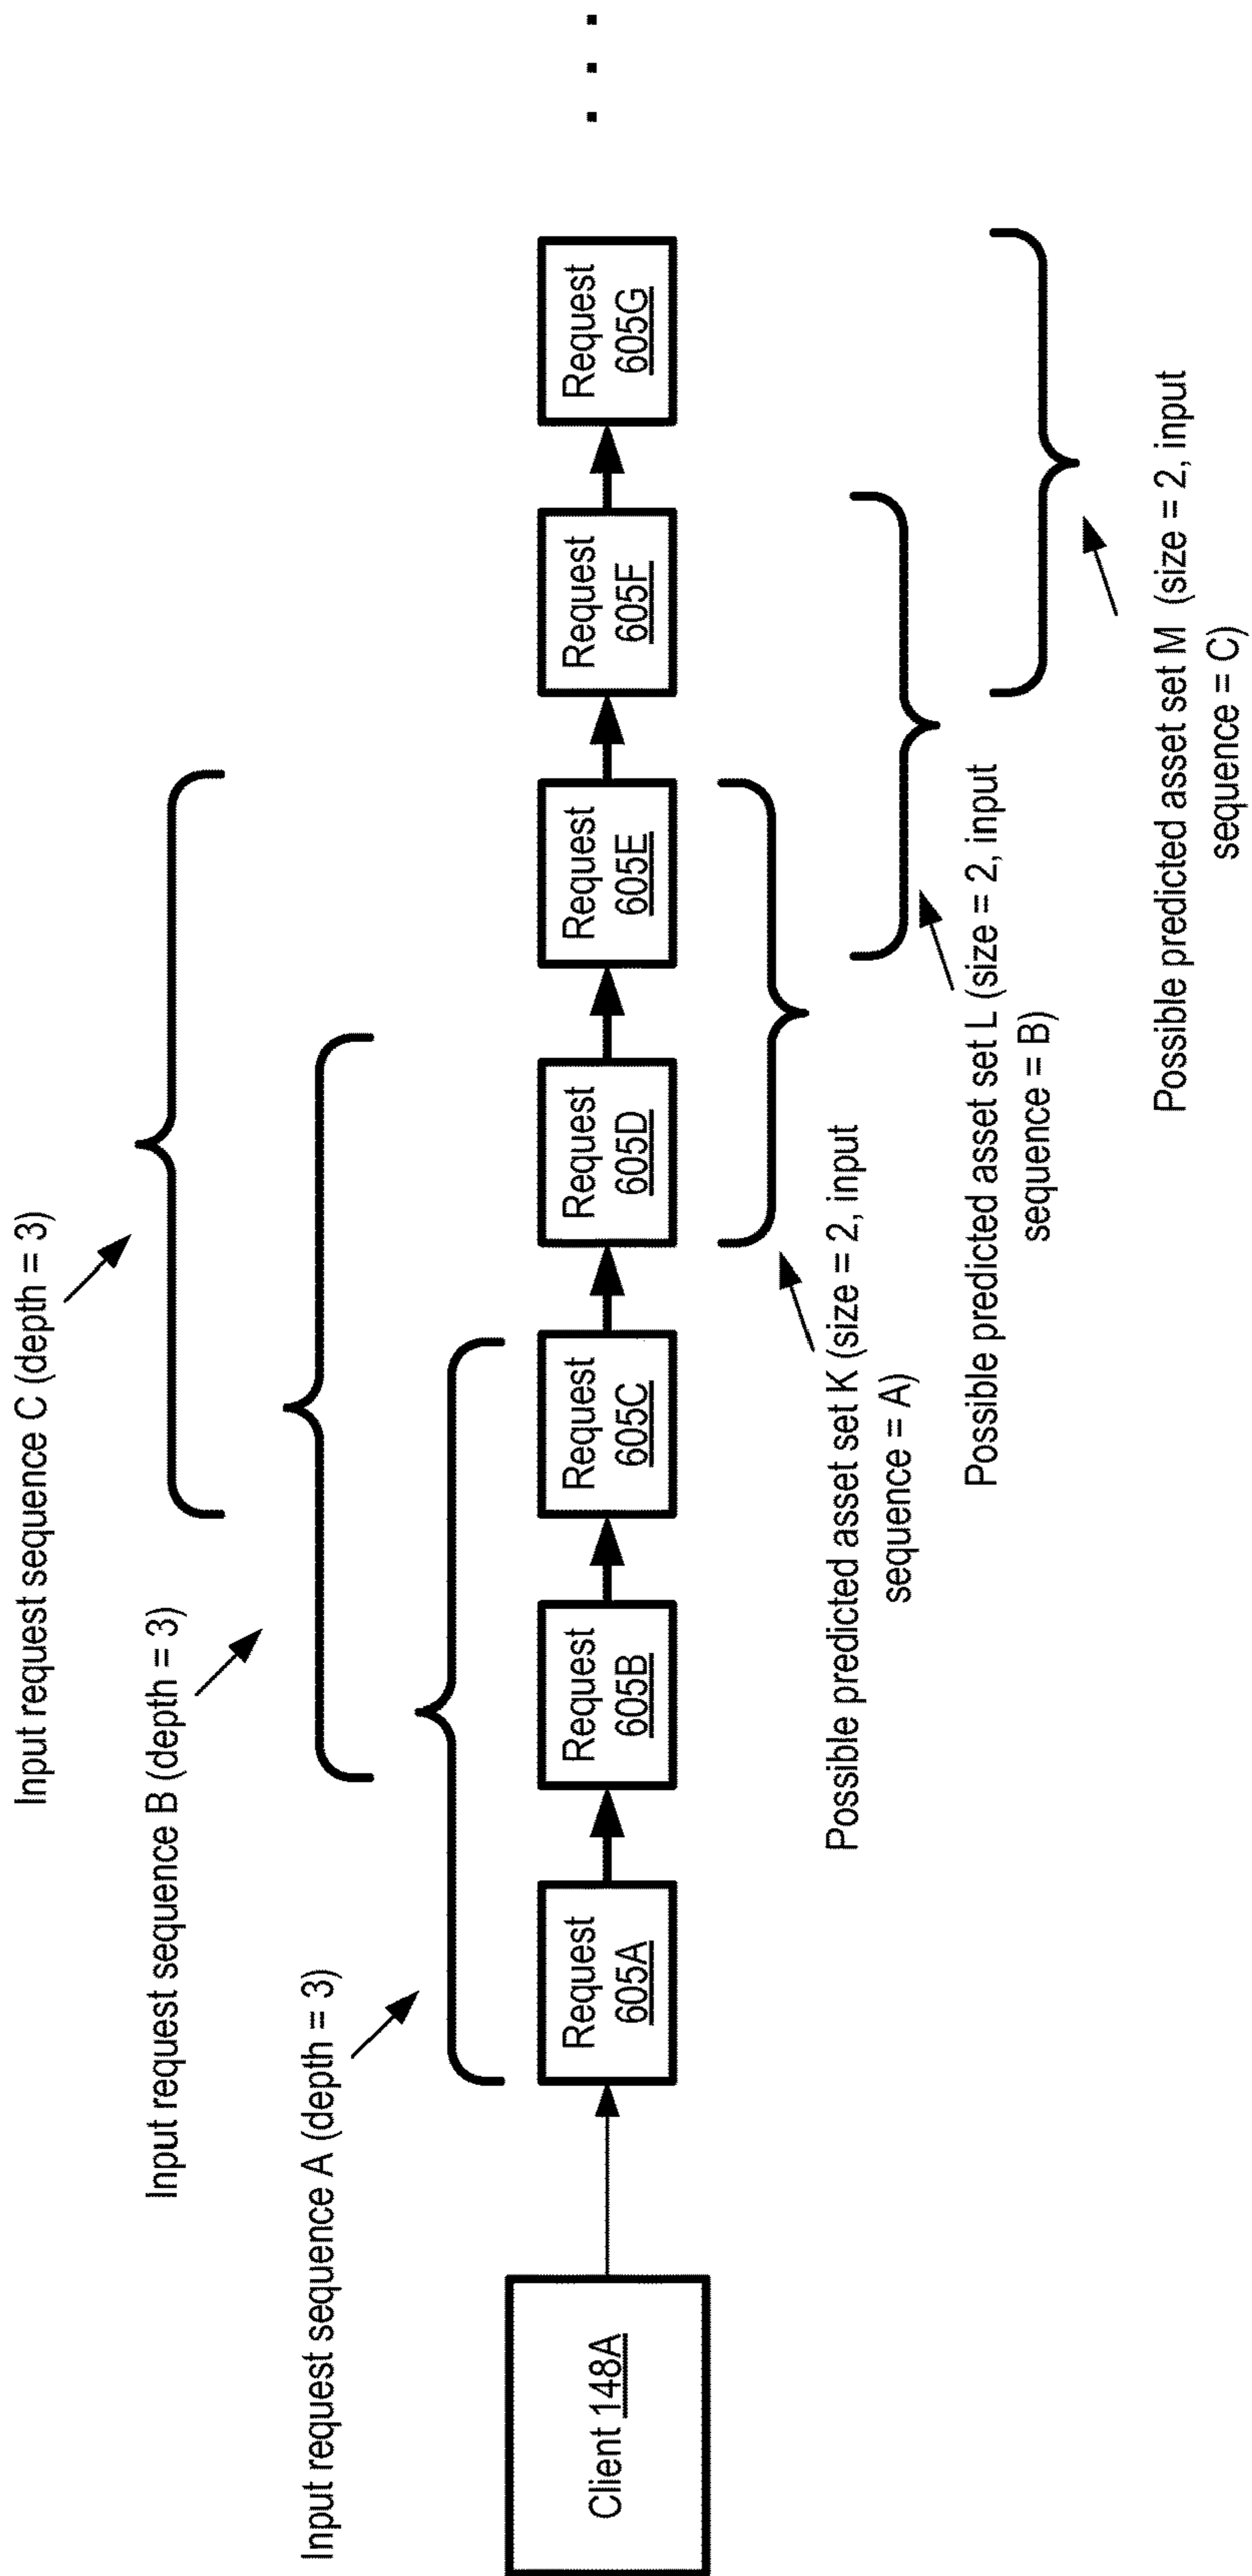 Input request sequence C (depth = 3)
Input request sequence B (depth = 3)
Input request sequence A (depth = 3)
Client 148A
Request
605A
Request
605B
Request
605C
Request
605D
Request
605E
Request
605F
Request
605G
. . .
Possible predicted asset set K (size = 2, input
sequence = A)
Possible predicted asset set L (size = 2, input
sequence = B)
Possible predicted asset set M (size = 2, input
sequence = C)